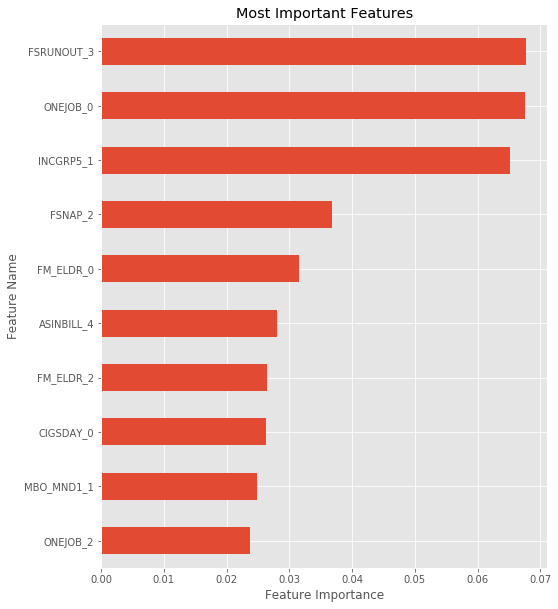 Most Important Features
FSRUNOUT_3
ONEJOB_0
INCGRP5_1
FSNAP_2
FM_ELDR_0
ASINBILL_4
FM_ELDR_2
CIGSDAY_0
MBO_MND1_1
ONEJOB_2
Feature Name
0.00 0.01 0.02 0.03 0.04 0.05 0.06 0.07
Feature Importance